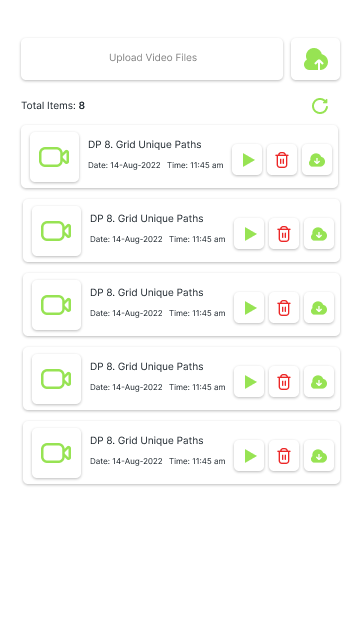 Upload Video Files
Total Items: 8
DP 8. Grid Unique Paths
Date: 14-Aug-2022 Time: 11:45 am
DP 8. Grid Unique Paths
Date: 14-Aug-2022 Time: 11:45 am
DP 8. Grid Unique Paths
Date: 14-Aug-2022 Time: 11:45 am
DP 8. Grid Unique Paths
Date: 14-Aug-2022 Time: 11:45 am
DP 8. Grid Unique Paths
Date: 14-Aug-2022 Time: 11:45 am